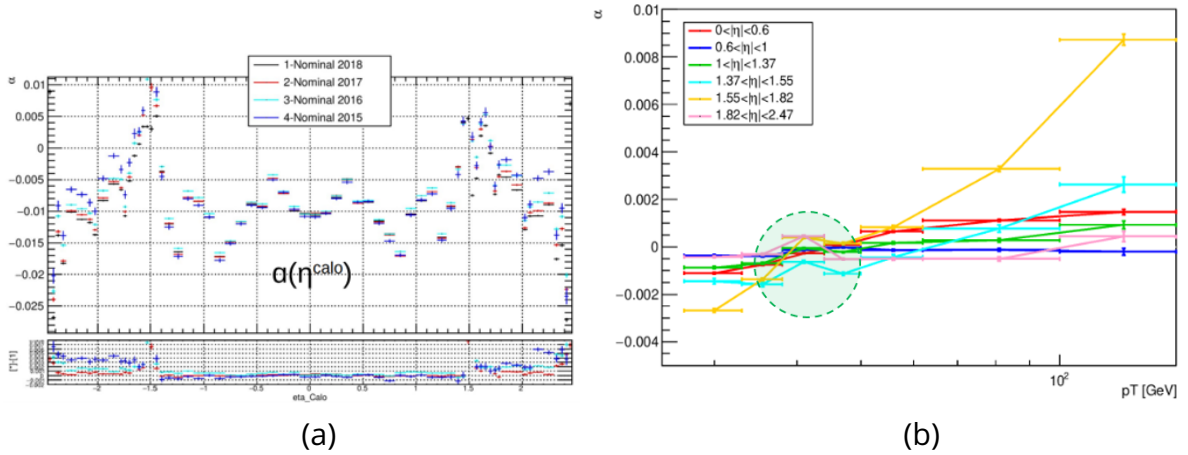 α
0.01
0.005
0
−0.005
−0.01
−0.015
−0.02
−0.025
1-Nominal 2018
2-Nominal 2017
3-Nominal 2016
4-Nominal 2015
α(η^calo)
−2
−1.5
−1
−0.5
0
0.5
1
1.5
2
eta_Calo
(a)
α
0.01
0.008
0.006
0.004
0.002
0
−0.002
−0.004
0<|η|<0.6
0.6<|η|<1
1<|η|<1.37
1.37<|η|<1.55
1.55<|η|<1.82
1.82<|η|<2.47
10²
pT [GeV]
(b)